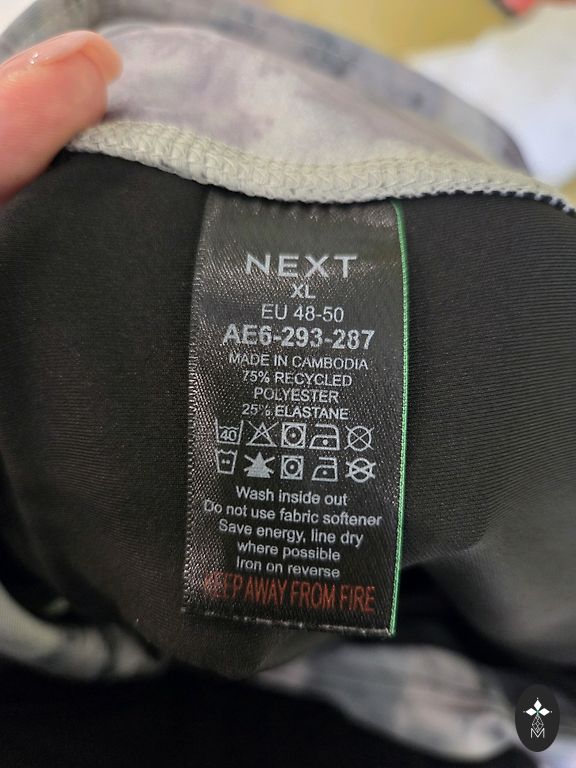 NEXT
XL
EU 48-50
AE6-293-287
MADE IN CAMBODIA
75% RECYCLED
POLYESTER
25% ELASTANE
40
Wash inside out
Do not use fabric softener
Save energy, line dry
where possible
Iron on reverse
KEEP AWAY FROM FIRE
M